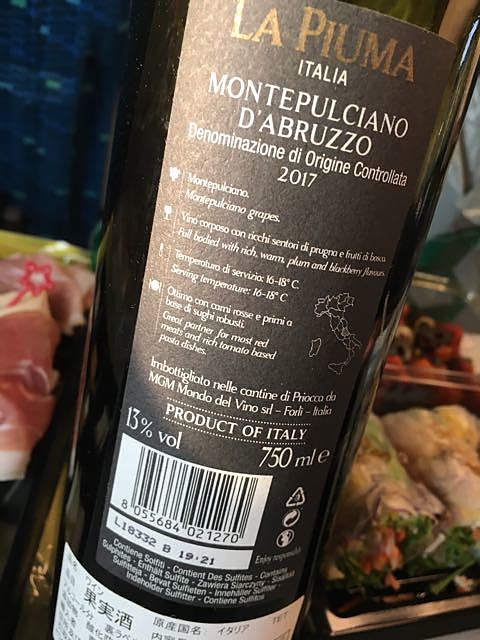 LA PIUMA
ITALIA
MONTEPULCIANO
D'ABRUZZO
Denominazione di Origine Controllata
2017
Montepulciano.
Montepulciano grapes.
Vino corposo con ricchi sentori di prugna e frutti di bosco.
Full bodied with rich, warm, plum and blackberry flavours.
Temperatura di servizio: 16-18° C
Serving temperature: 16-18° C
Ottimo con carni rosse e primi a
base di sughi robusti.
Great partner for most red
meats and rich tomato based
pasta dishes.
Imbottigliato nelle cantine di Priocca da
MGM Mondo del Vino srl - Forlì - Italia
PRODUCT OF ITALY
13% vol
750 ml e
8 055684 021270
L18332 B 19:21
Enjoy responsibly
Contiene Solfiti - Contient Des Sulfites - Contains
Sulphites - Enthält Sulfite - Zawiera Siarczyny - Sisältää
Sulfiitteja - Bevat Sulfieten - Innehåller Sulfiter -
Indeholder Sulfitter - Contiene Sulfitos
ワイン
果実酒
原産国名: イタリア